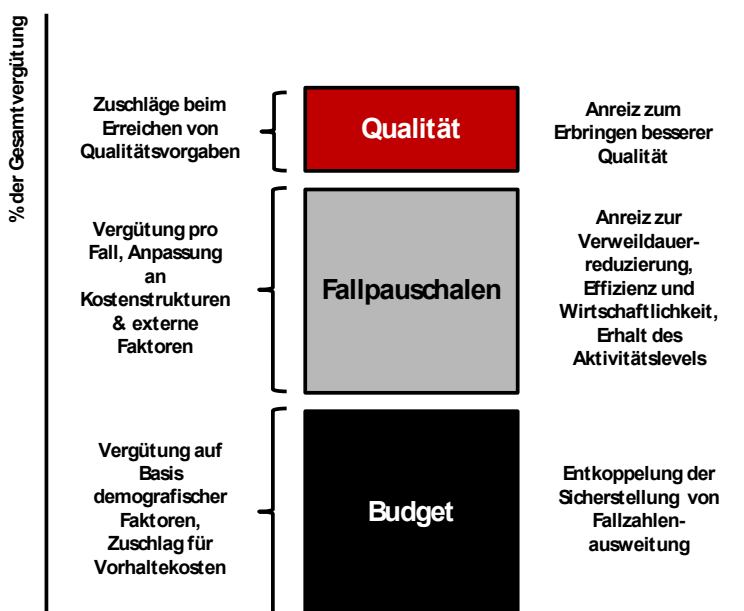 % der Gesamtvergütung
Zuschläge beim
Erreichen von
Qualitätsvorgaben
Qualität
Anreiz zum
Erbringen besserer
Qualität
Vergütung pro
Fall, Anpassung
an
Kostenstrukturen
& externe
Faktoren
Fallpauschalen
Anreiz zur
Verweildauer-
reduzierung,
Effizienz und
Wirtschaftlichkeit,
Erhalt des
Aktivitätslevels
Vergütung auf
Basis
demografischer
Faktoren,
Zuschlag für
Vorhaltekosten
Budget
Entkoppelung der
Sicherstellung von
Fallzahlen-
ausweitung